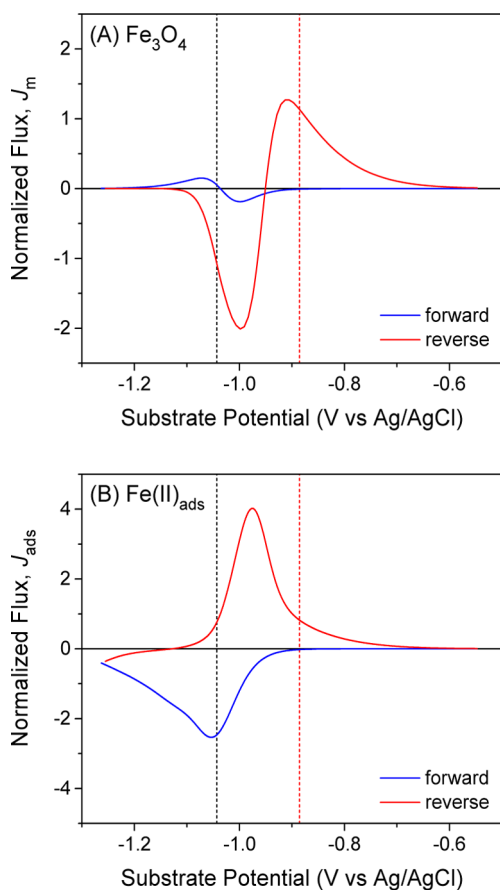 (A) Fe₃O₄
Normalized Flux, Jₘ
2
1
0
-1
-2
forward
reverse
-1.2
-1.0
-0.8
-0.6
Substrate Potential (V vs Ag/AgCl)
(B) Fe(II)ads
Normalized Flux, Jads
4
2
0
-2
-4
forward
reverse
-1.2
-1.0
-0.8
-0.6
Substrate Potential (V vs Ag/AgCl)